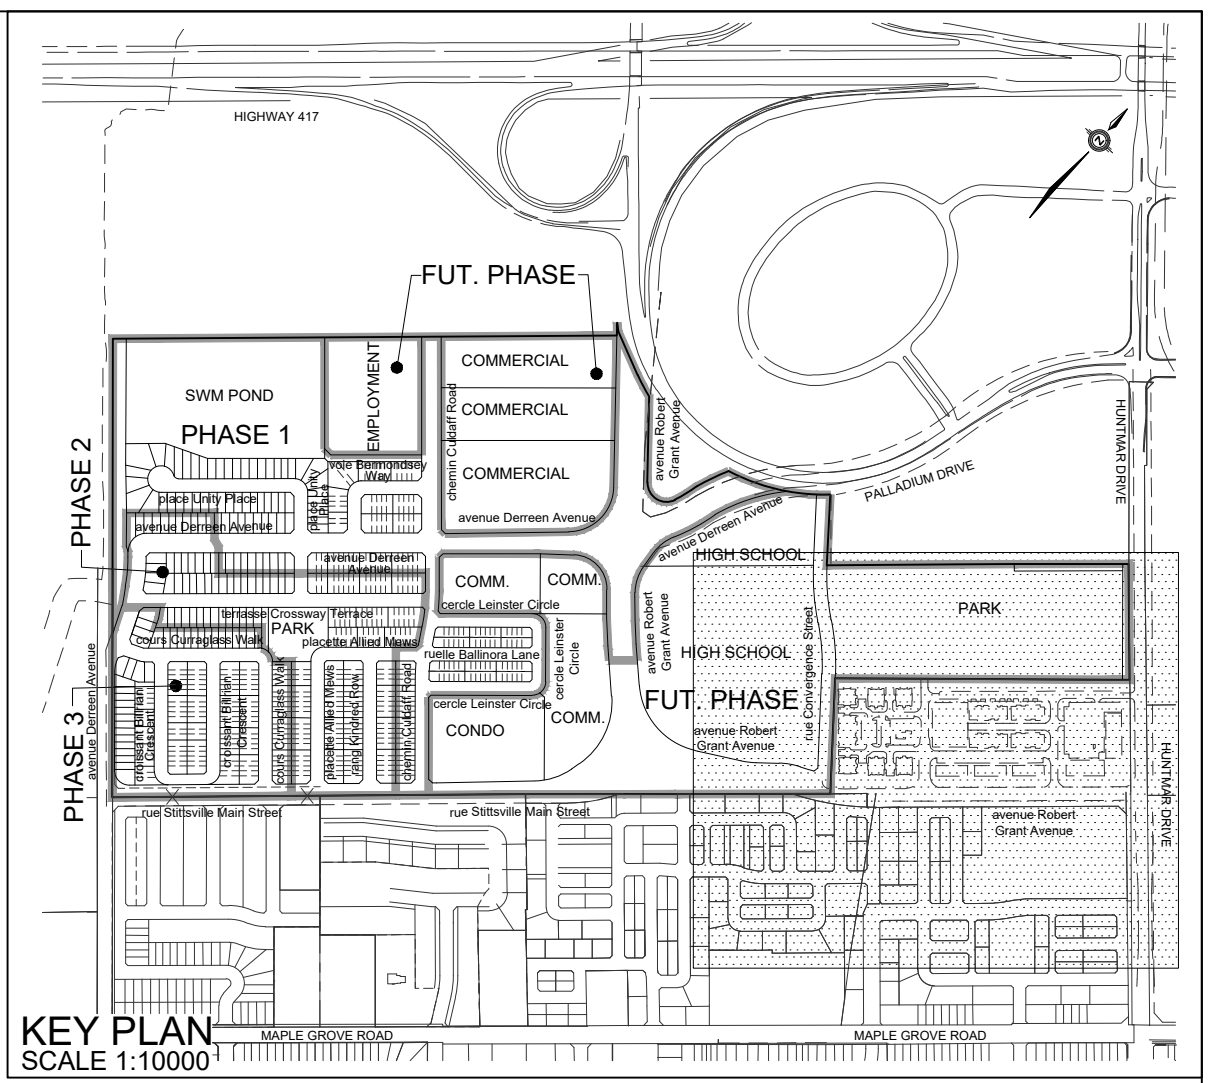 HIGHWAY 417
N
FUT. PHASE
COMMERCIAL
EMPLOYMENT
SWM POND
chemin Culdaff Road
COMMERCIAL
avenue Robert
Grant Avenue
HUNTMAR DRIVE
PHASE 1
PHASE 2
voie Bermondsey
Way
COMMERCIAL
PALLADIUM DRIVE
place Unity Place
place Unity
Place
avenue Derreen Avenue
avenue Derreen Avenue
avenue Derreen Avenue
HIGH SCHOOL
avenue Derreen
Avenue
COMM.
COMM.
cercle Leinster Circle
PARK
terrasse Crossway Terrace
PARK
cours Curraglass Walk
placette Allied Mews
avenue Robert
Grant Avenue
rue Convergence Street
ruelle Ballinora Lane
cercle Leinster
Circle
HIGH SCHOOL
avenue Derreen Avenue
PHASE 3
croissant Billrian
Crescent
croissant Billrian
Crescent
cours Curraglass Walk
placette Allied Mews
rang Kindred Row
chemin Culdaff Road
cercle Leinster Circle
FUT. PHASE
COMM.
CONDO
avenue Robert
Grant Avenue
HUNTMAR DRIVE
rue Stittsville Main Street
rue Stittsville Main Street
avenue Robert
Grant Avenue
KEY PLAN
SCALE 1:10000
MAPLE GROVE ROAD
MAPLE GROVE ROAD